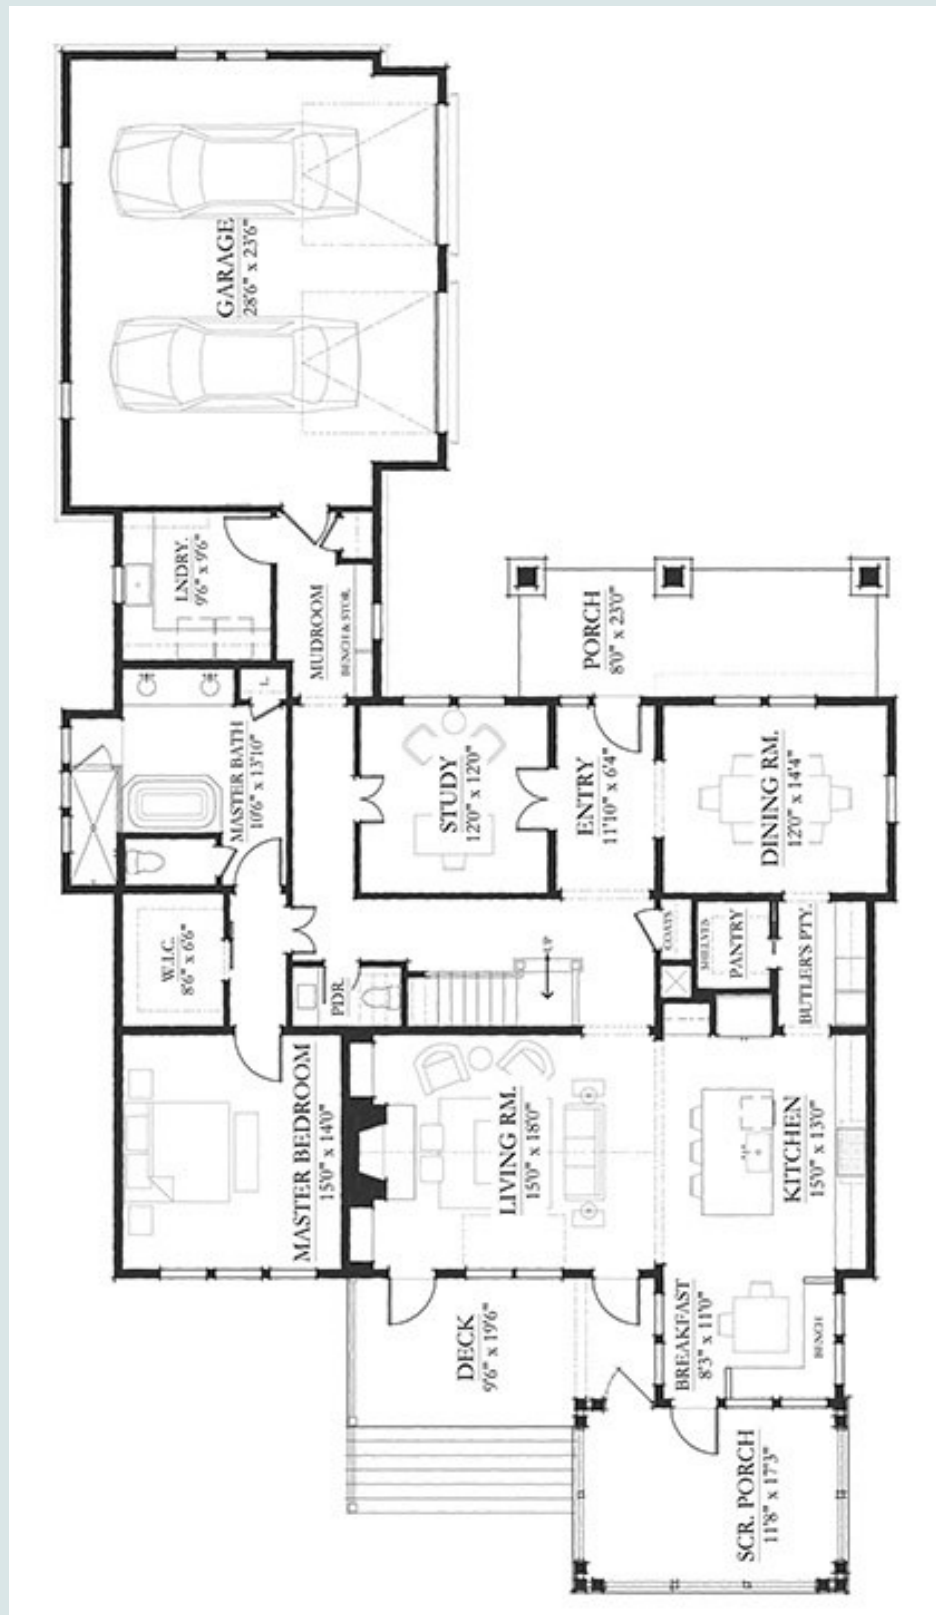 GARAGE
28'6" x 23'6"
LNDRY.
9'6" x 9'6"
MUDROOM
BENCH & STOR.
PORCH
8'0" x 23'0"
L.
MASTER BATH
10'6" x 13'10"
STUDY
12'0" x 12'0"
ENTRY
11'10" x 6'4"
DINING RM.
12'0" x 14'4"
W.I.C.
8'6" x 6'6"
PDR.
UP
COATS
SHELVES
PANTRY
BUTLER'S PTY.
MASTER BEDROOM
15'0" x 14'0"
LIVING RM.
15'0" x 18'0"
KITCHEN
15'0" x 13'0"
DECK
9'6" x 19'6"
BREAKFAST
8'3" x 11'0"
BENCH
SCR. PORCH
11'8" x 17'3"